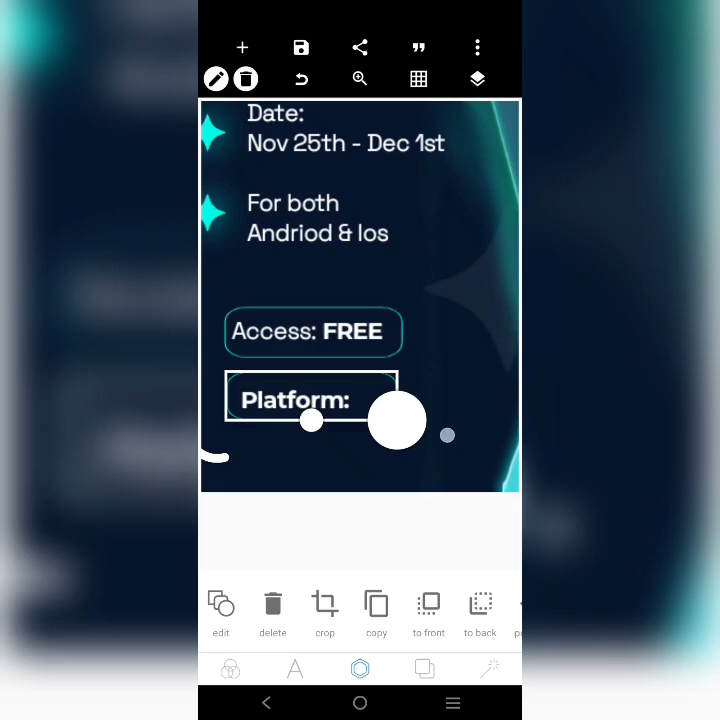 Date:
Nov 25th - Dec 1st
For both
Andriod & Ios
Access: FREE
Platform:
edit
delete
crop
copy
to front
to back